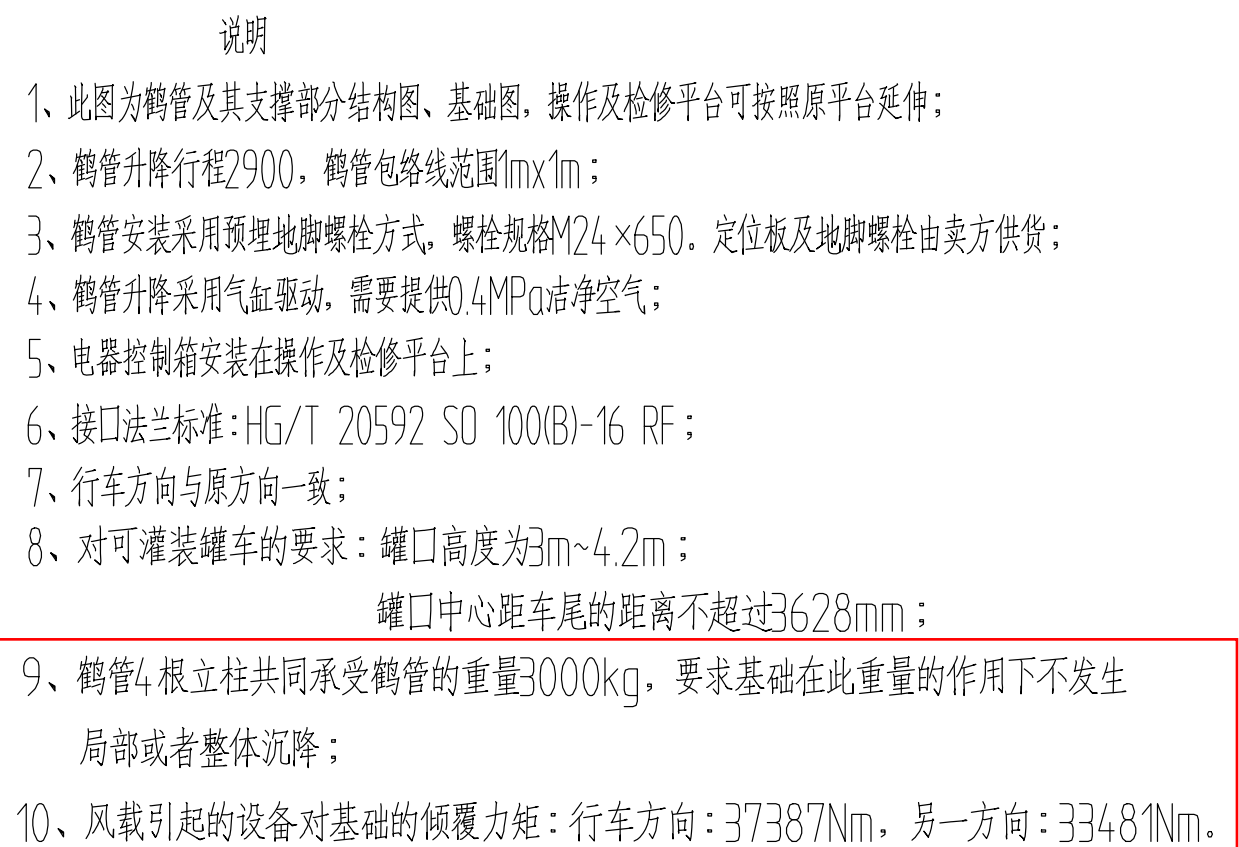 说明
1、此图为鹤管及其支撑部分结构图、基础图，操作及检修平台可按照原平台延伸；
2、鹤管升降行程2900，鹤管包络线范围1mx1m；
3、鹤管安装采用预埋地脚螺栓方式，螺栓规格M24×650。定位板及地脚螺栓由卖方供货；
4、鹤管升降采用气缸驱动，需要提供0.4MPa洁净空气；
5、电器控制箱安装在操作及检修平台上；
6、接口法兰标准：HG/T 20592 SO 100(B)-16 RF；
7、行车方向与原方向一致；
8、对可灌装罐车的要求：罐口高度为3m~4.2m；
罐口中心距车尾的距离不超过3628mm；
9、鹤管4根立柱共同承受鹤管的重量3000kg，要求基础在此重量的作用下不发生
局部或者整体沉降；
10、风载引起的设备对基础的倾覆力矩：行车方向：37387Nm，另一方向：33481Nm。